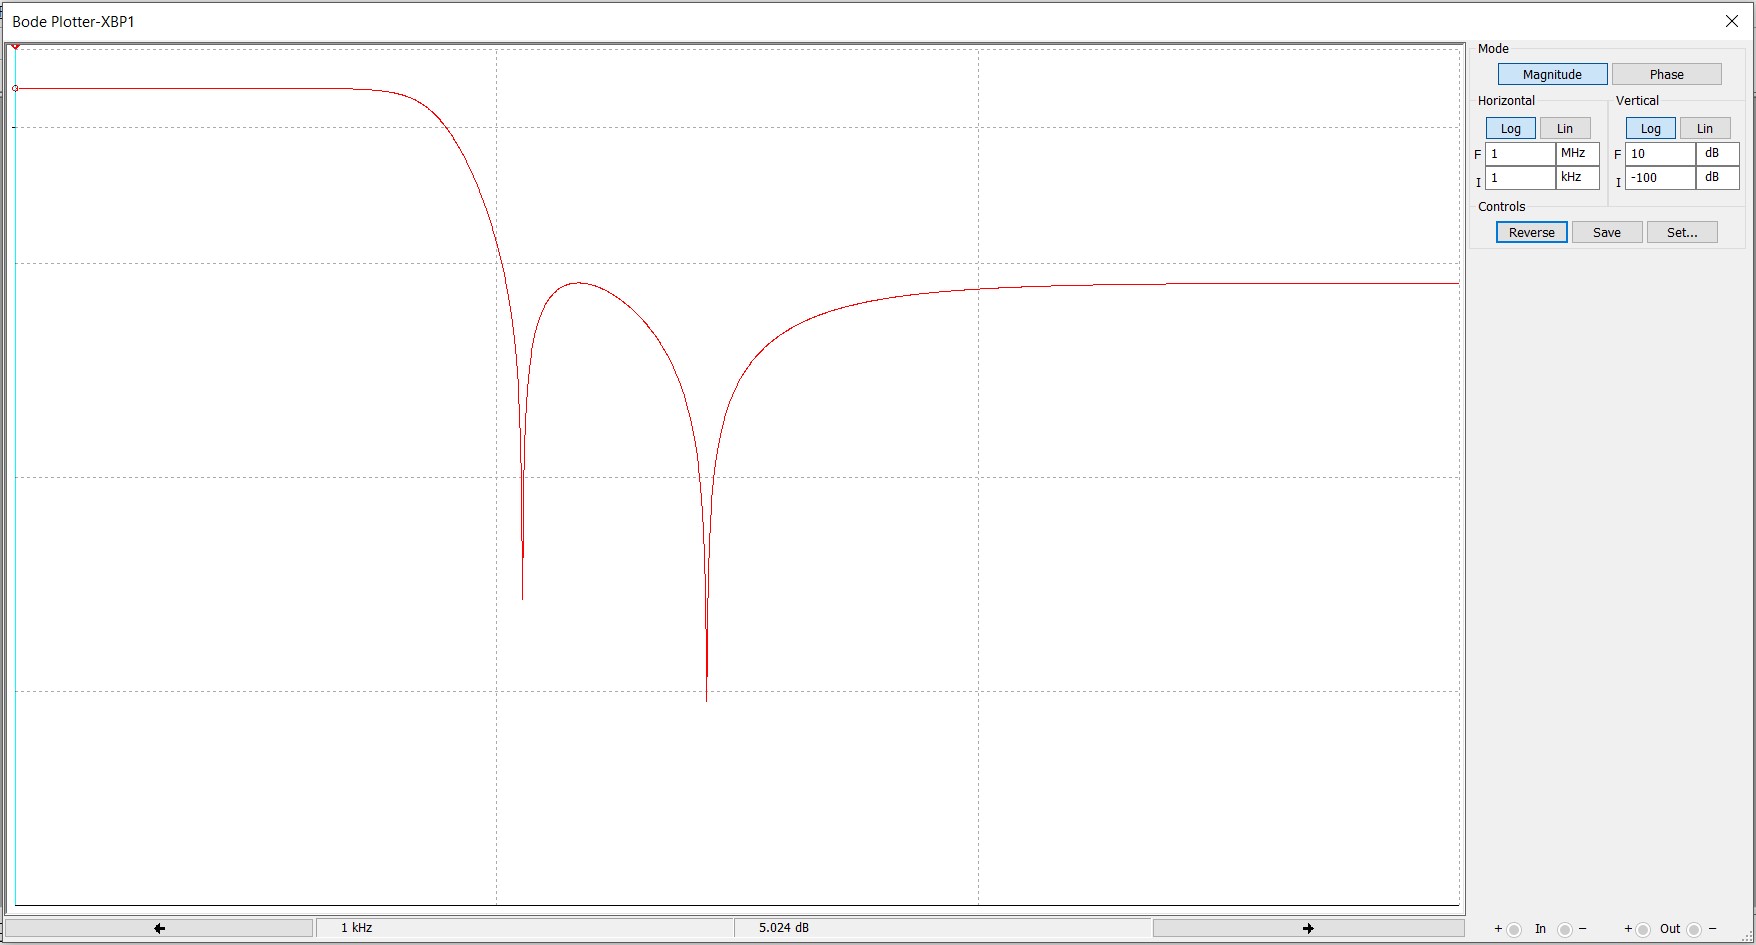 Bode Plotter-XBP1
Mode
Magnitude Phase
Horizontal Vertical
Log Lin Log Lin
F 1 MHz F 10 dB
I 1 kHz I -100 dB
Controls
Reverse Save Set...
1 kHz 5.024 dB
+ In − + Out −